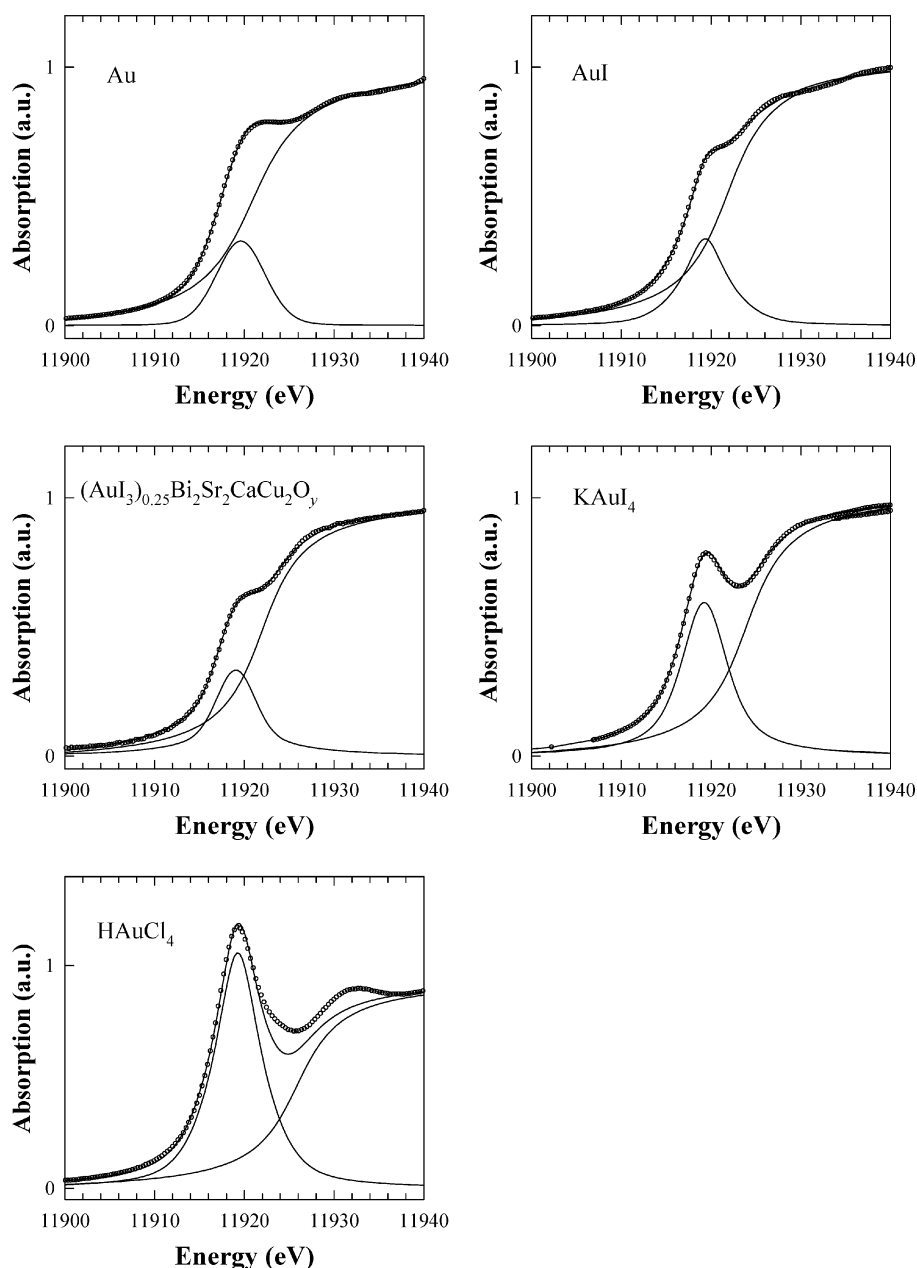 Au
Absorption (a.u.)
1
0
11900 11910 11920 11930 11940
Energy (eV)
AuI
Absorption (a.u.)
1
0
11900 11910 11920 11930 11940
Energy (eV)
(AuI₃)₀.₂₅Bi₂Sr₂CaCu₂Oy
Absorption (a.u.)
1
0
11900 11910 11920 11930 11940
Energy (eV)
KAuI₄
Absorption (a.u.)
1
0
11900 11910 11920 11930 11940
Energy (eV)
HAuCl₄
Absorption (a.u.)
1
0
11900 11910 11920 11930 11940
Energy (eV)